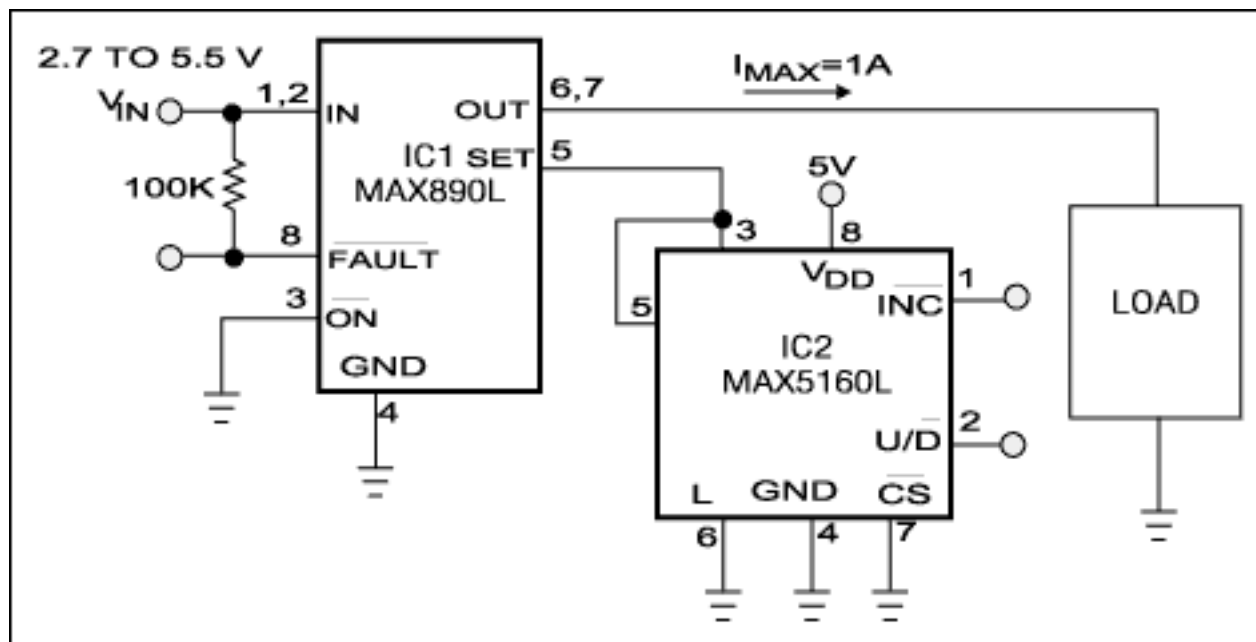 2.7 TO 5.5 V
VIN
1,2
IN
OUT
6,7
IMAX=1A
IC1
SET
5
MAX890L
100K
8
FAULT
3
ON
GND
4
5V
3
8
VDD
5
INC
1
IC2
MAX5160L
U/D
2
L
GND
CS
6
4
7
LOAD